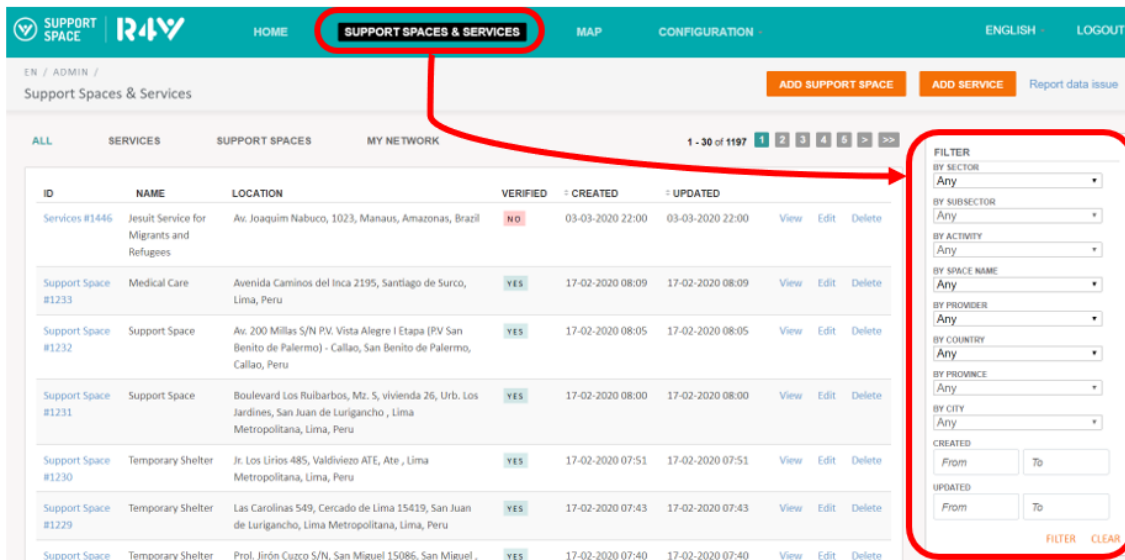 SUPPORT SPACE R4V HOME SUPPORT SPACES & SERVICES MAP CONFIGURATION ENGLISH LOGOUT
EN / ADMIN /
Support Spaces & Services ADD SUPPORT SPACE ADD SERVICE Report data issue
ALL SERVICES SUPPORT SPACES MY NETWORK 1 - 30 of 1197 1 2 3 4 5 > >>
ID NAME LOCATION VERIFIED CREATED UPDATED
Services #1446 Jesuit Service for Av. Joaquim Nabuco, 1023, Manaus, Amazonas, Brazil NO 03-03-2020 22:00 03-03-2020 22:00 View Edit Delete
Migrants and
Refugees
Support Space Medical Care Avenida Caminos del Inca 2195, Santiago de Surco, YES 17-02-2020 08:09 17-02-2020 08:09 View Edit Delete
#1233 Lima, Peru
Support Space Support Space Av. 200 Millas S/N P.V. Vista Alegre I Etapa (P.V San YES 17-02-2020 08:05 17-02-2020 08:05 View Edit Delete
#1232 Benito de Palermo) - Callao, San Benito de Palermo,
Callao, Peru
Support Space Support Space Boulevard Los Ruibarbos, Mz. S, vivienda 26, Urb. Los YES 17-02-2020 08:00 17-02-2020 08:00 View Edit Delete
#1231 Jardines, San Juan de Lurigancho , Lima
Metropolitana, Lima, Peru
Support Space Temporary Shelter Jr. Los Lirios 485, Valdiviezo ATE, Ate , Lima YES 17-02-2020 07:51 17-02-2020 07:51 View Edit Delete
#1230 Metropolitana, Lima, Peru
Support Space Temporary Shelter Las Carolinas 549, Cercado de Lima 15419, San Juan YES 17-02-2020 07:43 17-02-2020 07:43 View Edit Delete
#1229 de Lurigancho, Lima Metropolitana, Lima, Peru
Support Space Temporary Shelter Prol. Jirón Cuzco S/N, San Miguel 15086, San Miguel , YES 17-02-2020 07:40 17-02-2020 07:40 View Edit Delete
FILTER
BY SECTOR
Any
BY SUBSECTOR
Any
BY ACTIVITY
Any
BY SPACE NAME
Any
BY PROVIDER
Any
BY COUNTRY
Any
BY PROVINCE
Any
BY CITY
Any
CREATED
From To
UPDATED
From To
FILTER CLEAR